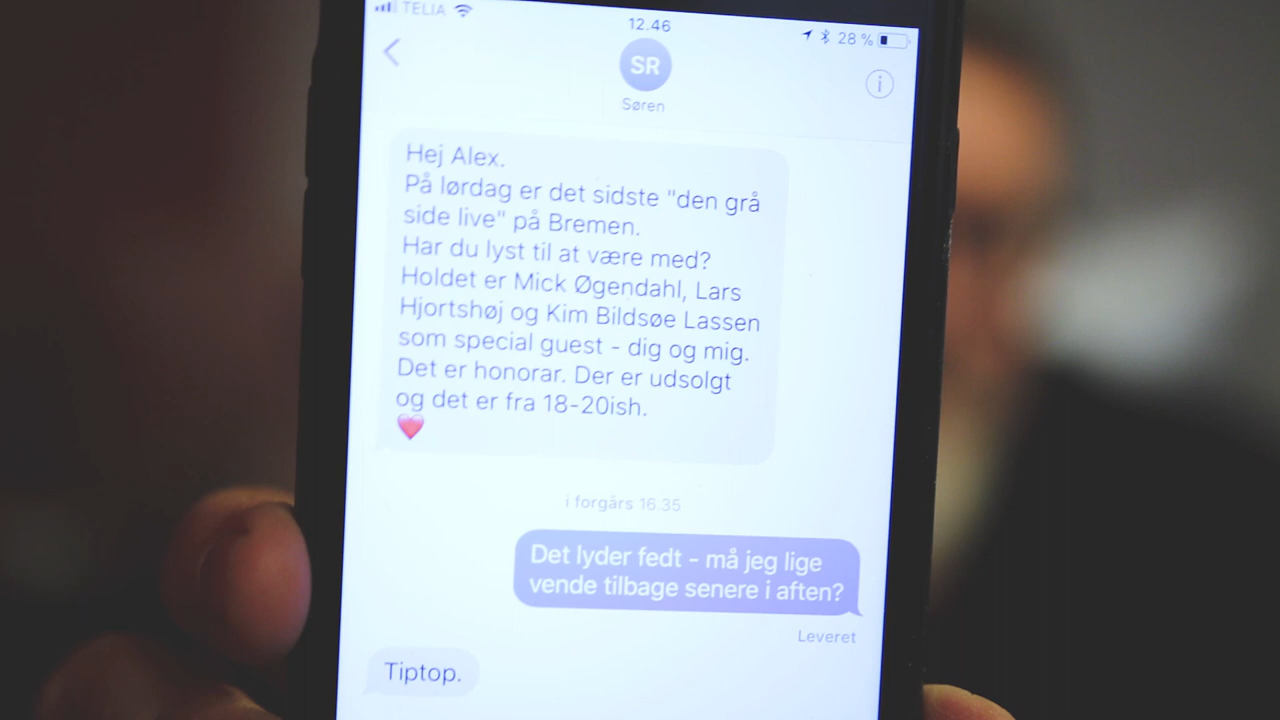 TELIA
12.46
28 %
SR
Søren
Hej Alex.
På lørdag er det sidste "den grå
side live" på Bremen.
Har du lyst til at være med?
Holdet er Mick Øgendahl, Lars
Hjortshøj og Kim Bildsøe Lassen
som special guest - dig og mig.
Det er honorar. Der er udsolgt
og det er fra 18-20ish.
❤️
i forgårs 16.35
Det lyder fedt - må jeg lige
vende tilbage senere i aften?
Leveret
Tiptop.